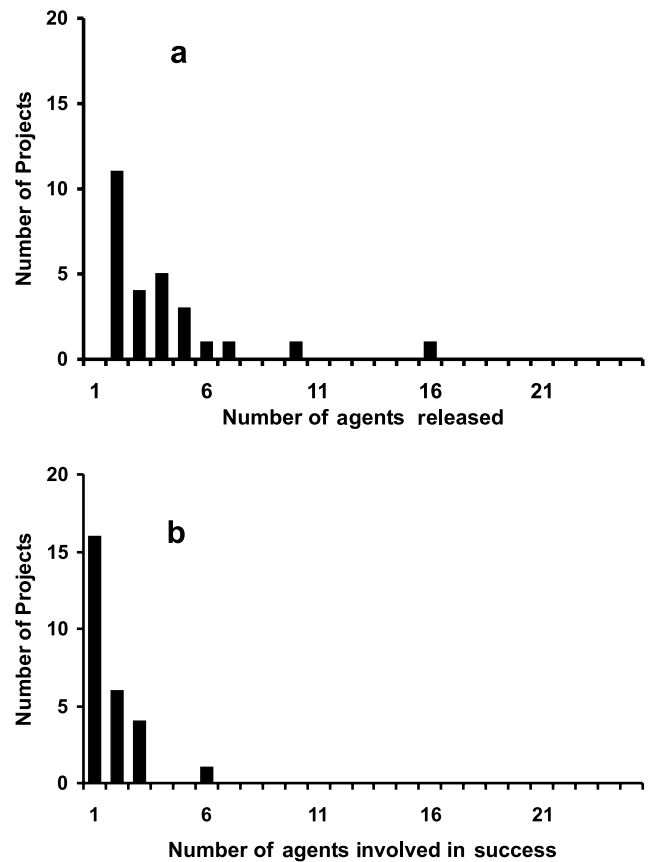 a
Number of Projects
20
15
10
5
0
1 6 11 16 21
Number of agents released
b
Number of Projects
20
15
10
5
0
1 6 11 16 21
Number of agents involved in success